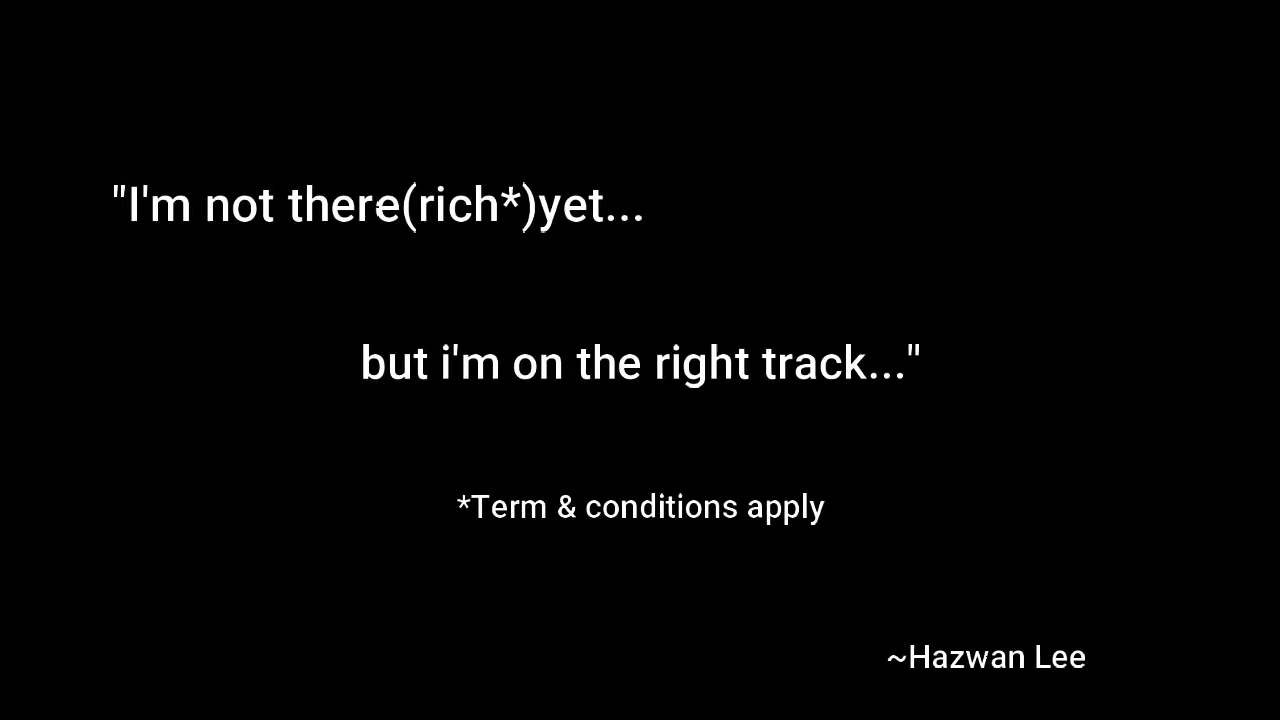 "I'm not there(rich*)yet...
but i'm on the right track..."
*Term & conditions apply
~Hazwan Lee